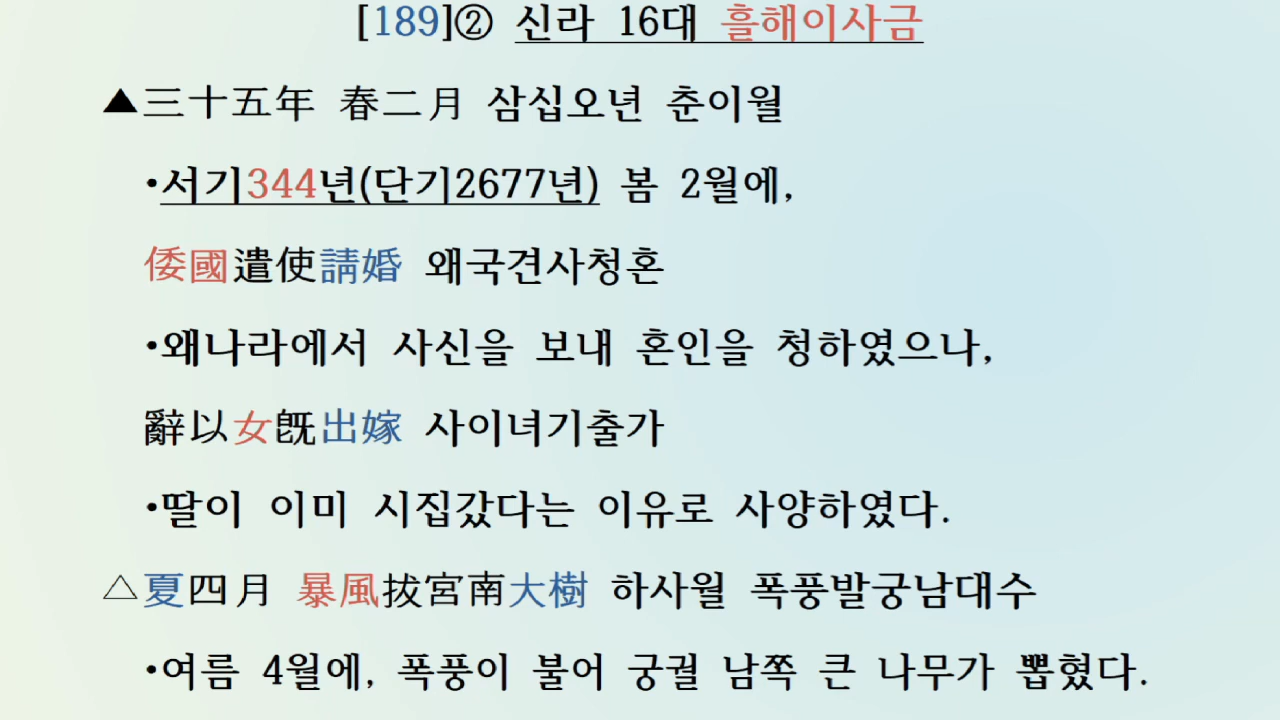 [189]② 신라 16대 흘해이사금
▲三十五年 春二月 삼십오년 춘이월
•서기344년(단기2677년) 봄 2월에,
倭國遣使請婚 왜국견사청혼
•왜나라에서 사신을 보내 혼인을 청하였으나,
辭以女旣出嫁 사이녀기출가
•딸이 이미 시집갔다는 이유로 사양하였다.
△夏四月 暴風拔宮南大樹 하사월 폭풍발궁남대수
•여름 4월에, 폭풍이 불어 궁궐 남쪽 큰 나무가 뽑혔다.